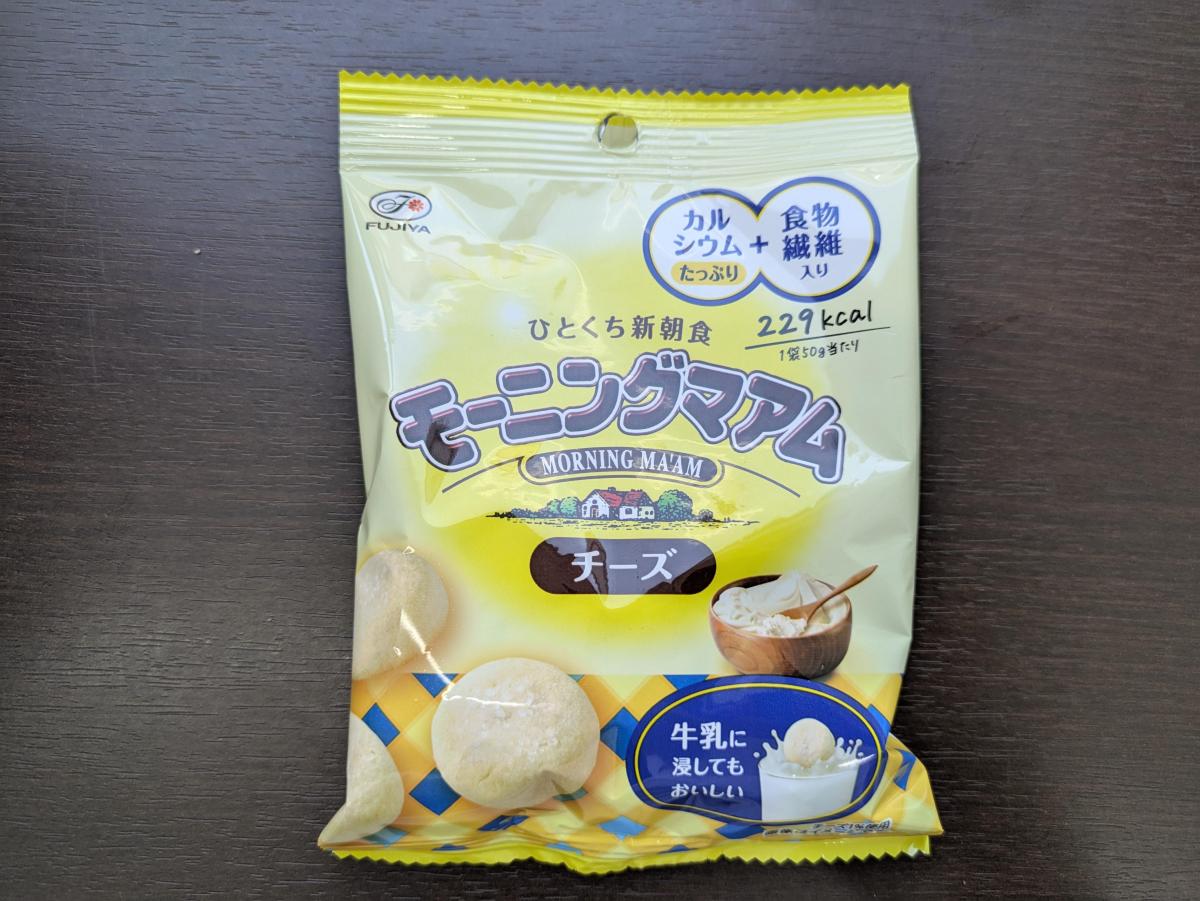 FUJIYA
カル
シウム
たっぷり
+
食物
繊維
入り
ひとくち新朝食
229kcal
1袋50g当たり
モーニングマアム
MORNING MA'AM
チーズ
牛乳に
浸しても
おいしい